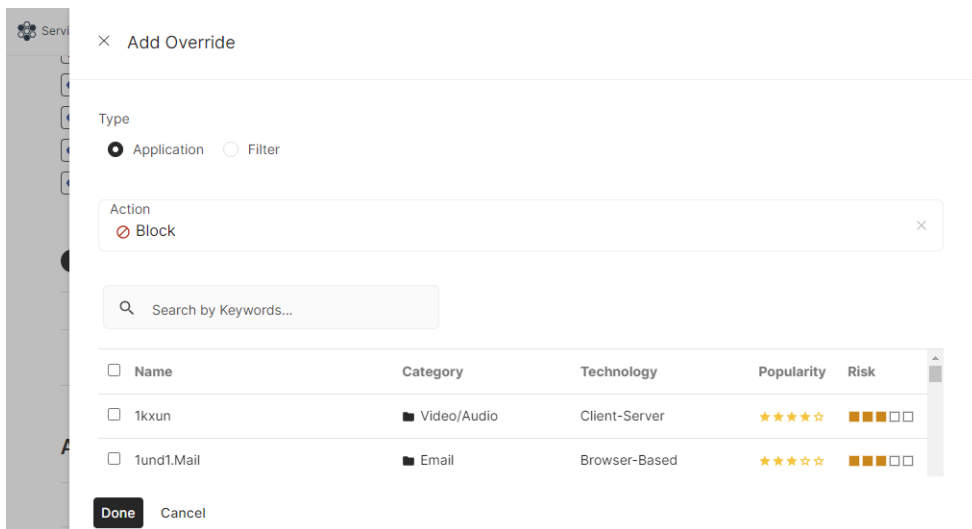 Servi
Add Override
Type
Application Filter
Action
Block
Search by Keywords...
Name Category Technology Popularity Risk
1kxun Video/Audio Client-Server
1und1.Mail Email Browser-Based
Done Cancel